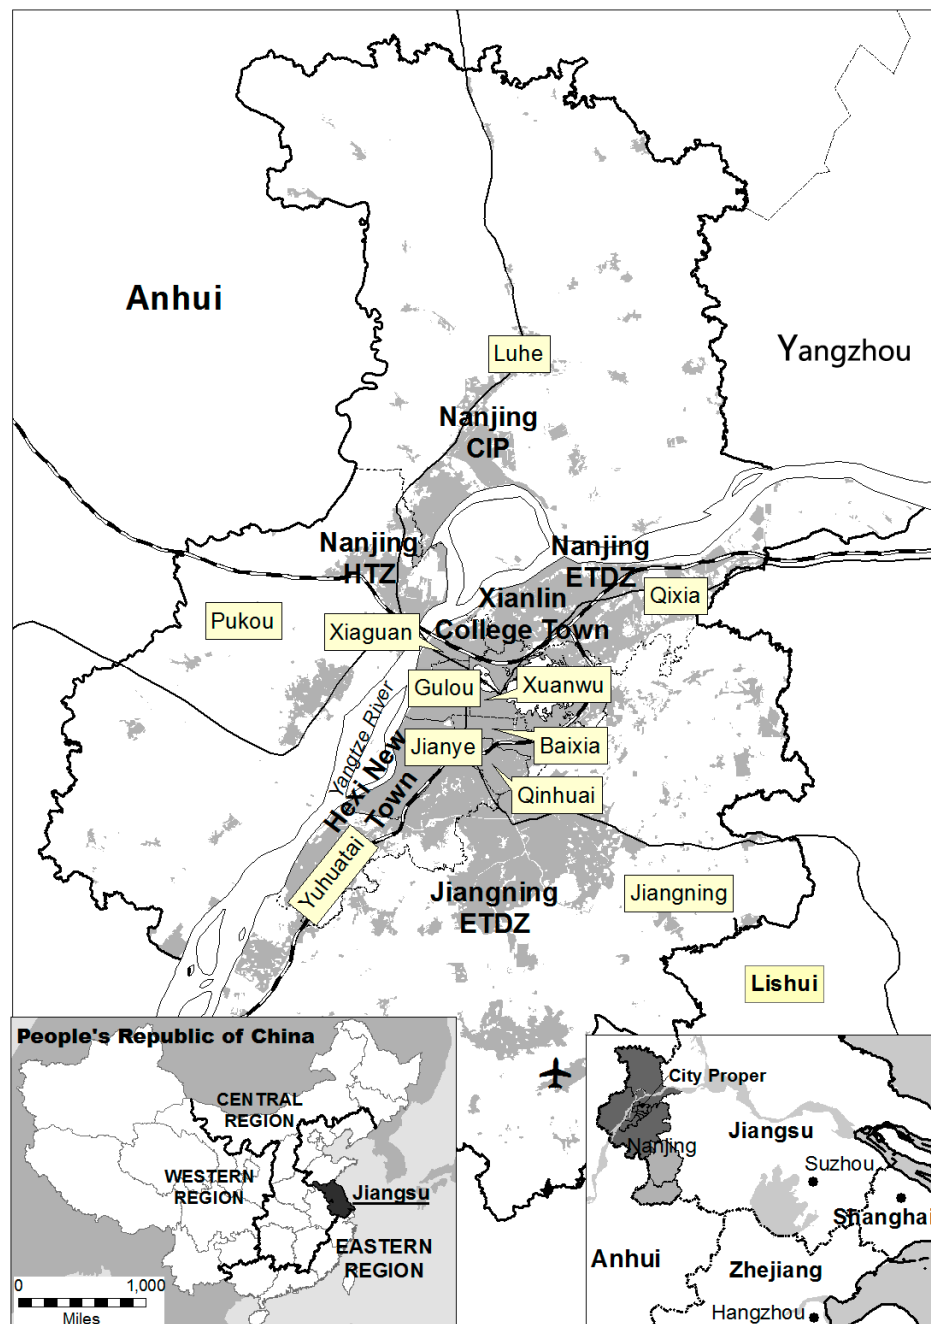 Anhui
Yangzhou
Luhe
Nanjing
CIP
Nanjing
HTZ
Nanjing
ETDZ
Xianlin
College Town
Qixia
Pukou
Xiaguan
Gulou
Xuanwu
Yangtze River
Hexi New
Town
Jianye
Baixia
Qinhuai
Yuhuatai
Jiangning
ETDZ
Jiangning
Lishui
People's Republic of China
CENTRAL
REGION
WESTERN
REGION
Jiangsu
EASTERN
REGION
0 1,000
Miles
City Proper
Jiangsu
Nanjing
Suzhou
Shanghai
Anhui
Zhejiang
Hangzhou